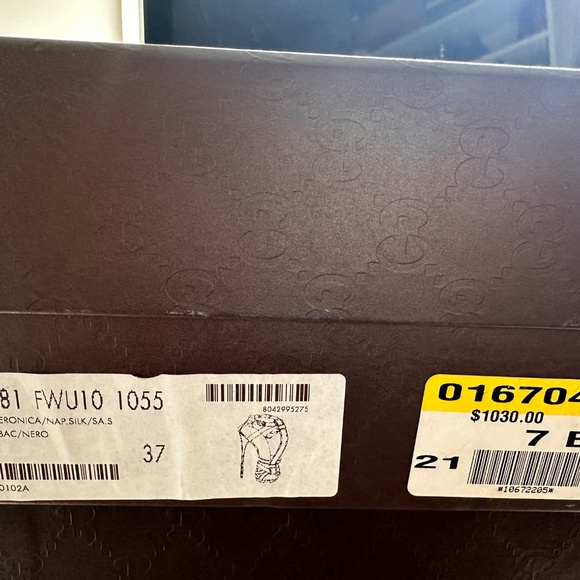 81 FWU10 1055
ERONICA/NAP.SILK/SA.S
BAC/NERO
37
0102A
8042995275
016704
$1030.00
7 B
21
*10672205*